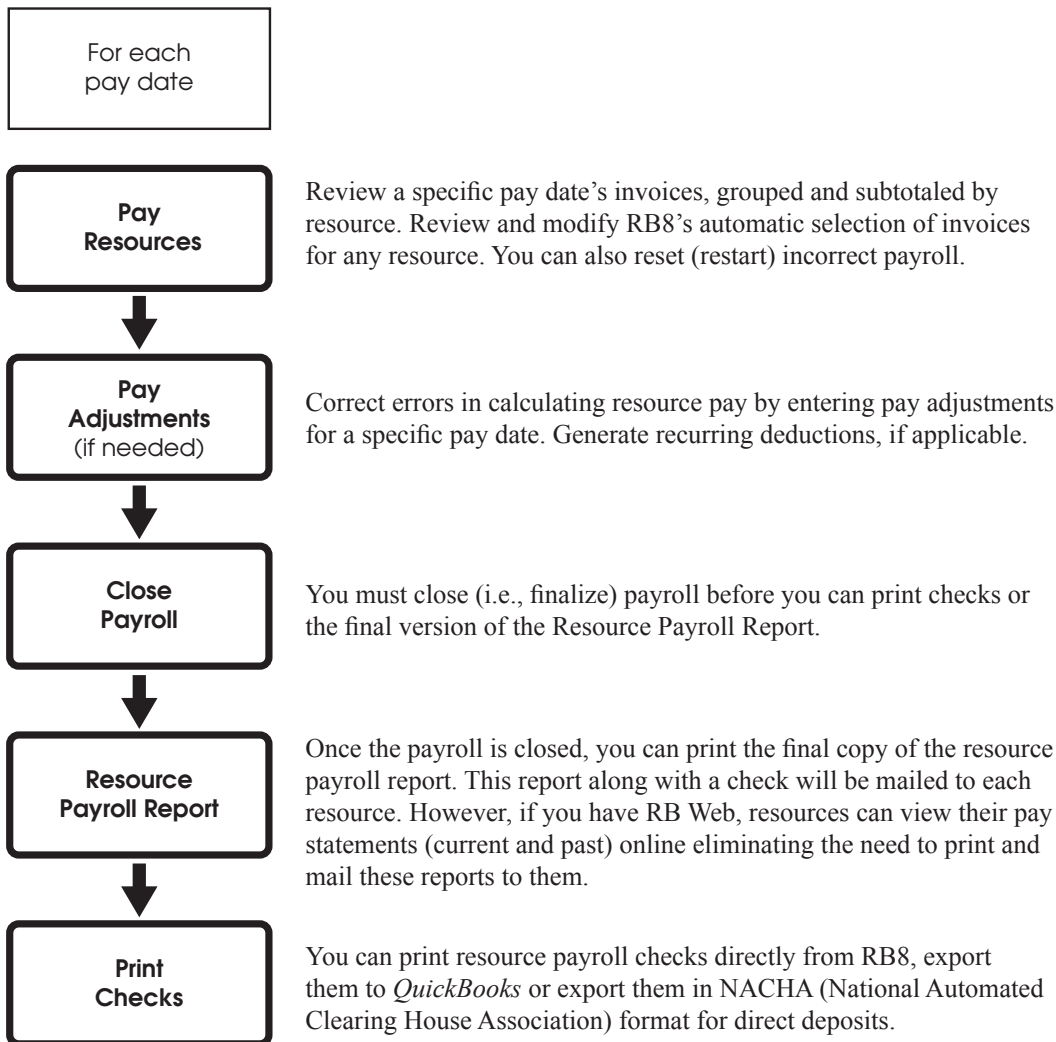 For each
pay date
Pay
Resources
Review a specific pay date's invoices, grouped and subtotaled by
resource. Review and modify RB8's automatic selection of invoices
for any resource. You can also reset (restart) incorrect payroll.
Pay
Adjustments
(if needed)
Correct errors in calculating resource pay by entering pay adjustments
for a specific pay date. Generate recurring deductions, if applicable.
Close
Payroll
You must close (i.e., finalize) payroll before you can print checks or
the final version of the Resource Payroll Report.
Resource
Payroll Report
Once the payroll is closed, you can print the final copy of the resource
payroll report. This report along with a check will be mailed to each
resource. However, if you have RB Web, resources can view their pay
statements (current and past) online eliminating the need to print and
mail these reports to them.
Print
Checks
You can print resource payroll checks directly from RB8, export
them to QuickBooks or export them in NACHA (National Automated
Clearing House Association) format for direct deposits.